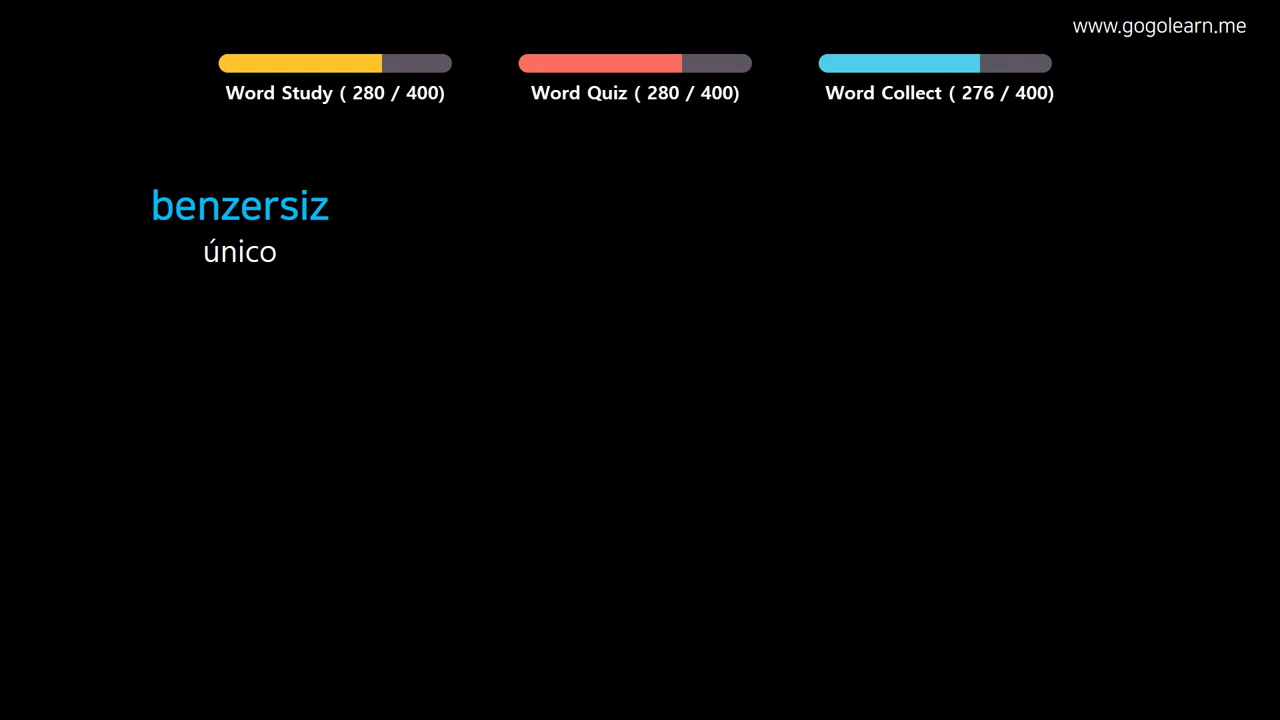 www.gogolearn.me
Word Study ( 280 / 400)
Word Quiz ( 280 / 400)
Word Collect ( 276 / 400)
benzersiz
único